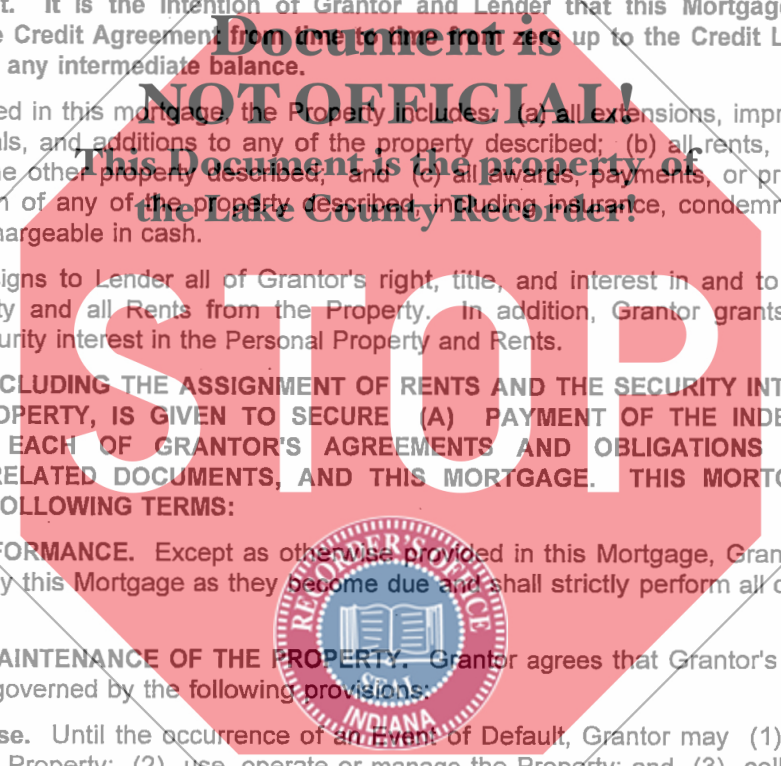 t. It is the intention of Grantor and Lender that this Mortgag
e Credit Agreement from time to time from zero up to the Credit L
any intermediate balance.
Document is
NOT OFFICIAL!
This Document is the property of
the Lake County Recorder!
ed in this mortgage, the Property includes: (a) all extensions, impr
als, and additions to any of the property described; (b) all rents,
he other property described; and (c) all awards, payments, or pr
n of any of the property described, including insurance, condemn
hargeable in cash.
signs to Lender all of Grantor's right, title, and interest in and to
ty and all Rents from the Property. In addition, Grantor grants
urity interest in the Personal Property and Rents.
STOP
CLUDING THE ASSIGNMENT OF RENTS AND THE SECURITY INT
OPERTY, IS GIVEN TO SECURE (A) PAYMENT OF THE INDE
EACH OF GRANTOR'S AGREEMENTS AND OBLIGATIONS
RELATED DOCUMENTS, AND THIS MORTGAGE. THIS MORTG
OLLOWING TERMS:
FORMANCE. Except as otherwise provided in this Mortgage, Gran
y this Mortgage as they become due and shall strictly perform all o
RECORDER'S OFFICE
SEAL
INDIANA
AINTENANCE OF THE PROPERTY. Grantor agrees that Grantor's
governed by the following provisions:
se. Until the occurrence of an Event of Default, Grantor may (1)
Property; (2) use, operate or manage the Property; and (3) coll